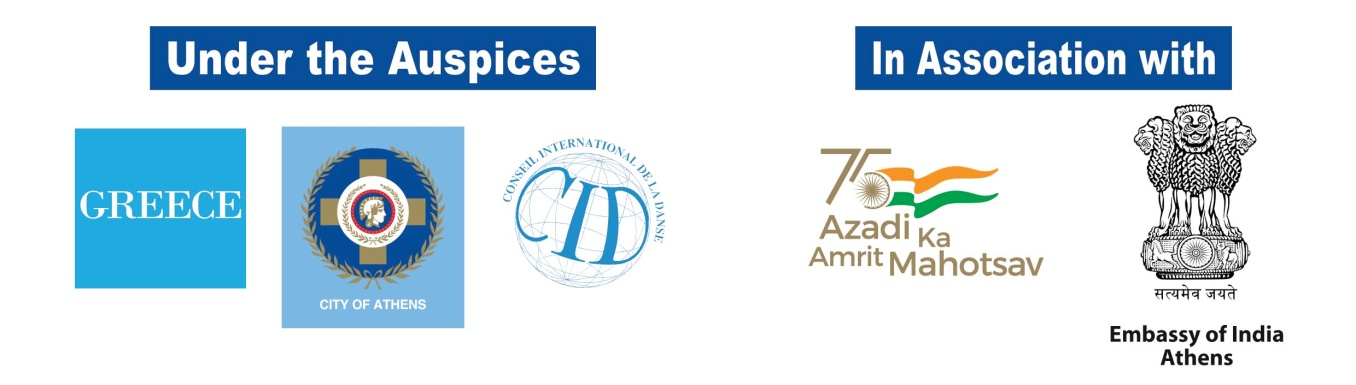 Under the Auspices
In Association with
GREECE
CITY OF ATHENS
CONSEIL INTERNATIONAL DE LA DANSE
CID
75
Azadi Ka
Amrit Mahotsav
सत्यमेव जयते
Embassy of India
Athens